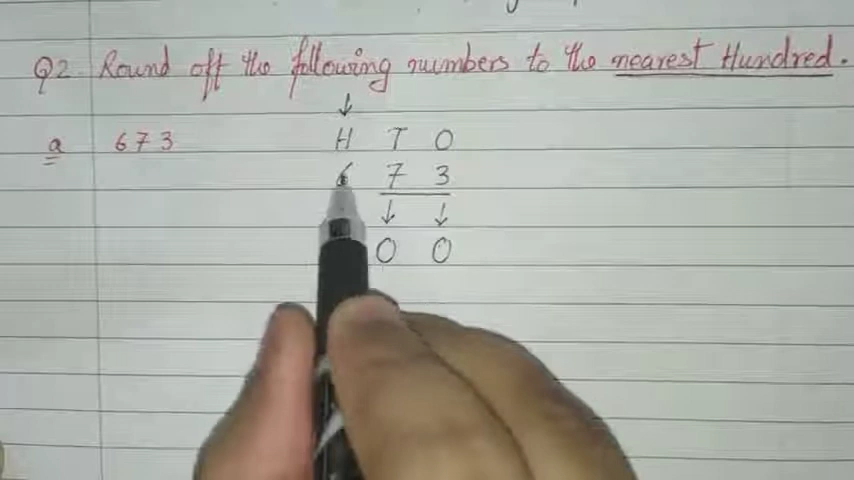 Q2. Round off the following numbers to the nearest Hundred.
↓
a 673 H T O
6 7 3
↓ ↓
0 0